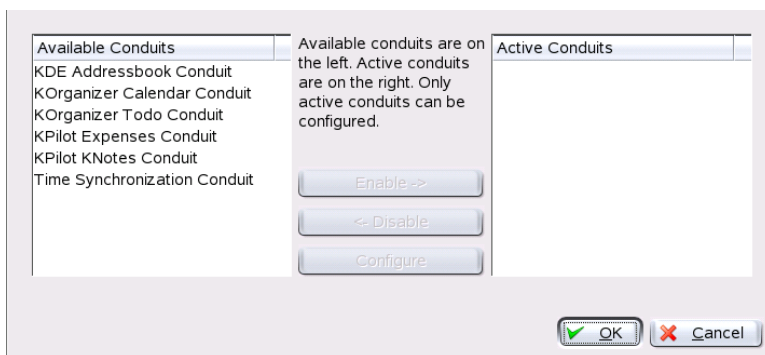 Available Conduits
KDE Addressbook Conduit
KOrganizer Calendar Conduit
KOrganizer Todo Conduit
KPilot Expenses Conduit
KPilot KNotes Conduit
Time Synchronization Conduit
Available conduits are on
the left. Active conduits
are on the right. Only
active conduits can be
configured.
Enable ->
<- Disable
Configure
Active Conduits
OK
Cancel